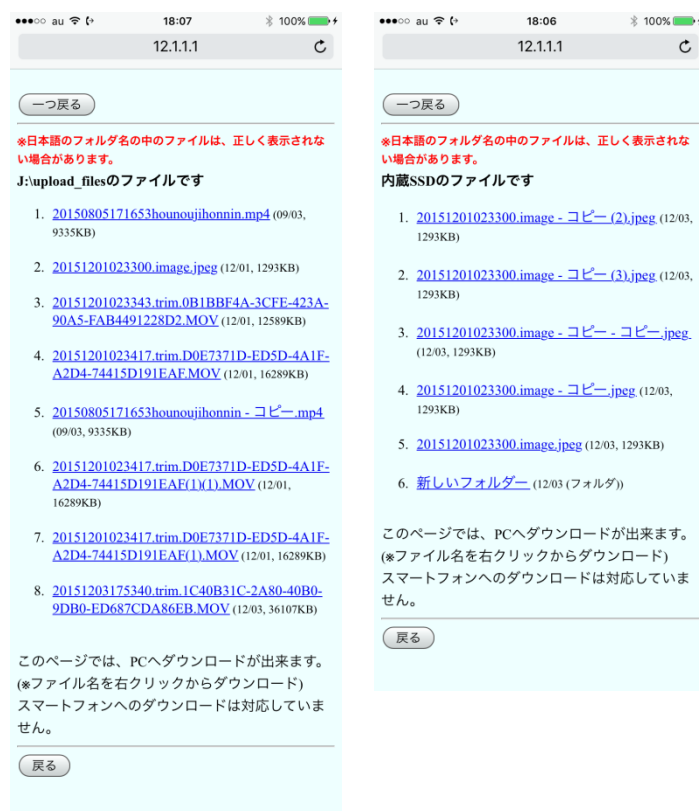 au 18:07 100%
12.1.1.1
一つ戻る
※日本語のフォルダ名の中のファイルは、正しく表示されな
い場合があります。
J:\upload_filesのファイルです
1. 20150805171653hounoujihonnin.mp4 (09/03,
9335KB)
2. 20151201023300.image.jpeg (12/01, 1293KB)
3. 20151201023343.trim.0B1BBF4A-3CFE-423A-
90A5-FAB4491228D2.MOV (12/01, 12589KB)
4. 20151201023417.trim.D0E7371D-ED5D-4A1F-
A2D4-74415D191EAF.MOV (12/01, 16289KB)
5. 20150805171653hounoujihonnin - コピー.mp4
(09/03, 9335KB)
6. 20151201023417.trim.D0E7371D-ED5D-4A1F-
A2D4-74415D191EAF(1)(1).MOV (12/01,
16289KB)
7. 20151201023417.trim.D0E7371D-ED5D-4A1F-
A2D4-74415D191EAF(1).MOV (12/01, 16289KB)
8. 20151203175340.trim.1C40B31C-2A80-40B0-
9DB0-ED687CDA86EB.MOV (12/03, 36107KB)
このページでは、PCへダウンロードが出来ます。
(※ファイル名を右クリックからダウンロード)
スマートフォンへのダウンロードは対応していま
せん。
戻る
au 18:06 100%
12.1.1.1
一つ戻る
※日本語のフォルダ名の中のファイルは、正しく表示されな
い場合があります。
内蔵SSDのファイルです
1. 20151201023300.image - コピー (2).jpeg (12/03,
1293KB)
2. 20151201023300.image - コピー (3).jpeg (12/03,
1293KB)
3. 20151201023300.image - コピー - コピー.jpeg
(12/03, 1293KB)
4. 20151201023300.image - コピー.jpeg (12/03,
1293KB)
5. 20151201023300.image.jpeg (12/03, 1293KB)
6. 新しいフォルダー (12/03 (フォルダ))
このページでは、PCへダウンロードが出来ます。
(※ファイル名を右クリックからダウンロード)
スマートフォンへのダウンロードは対応していま
せん。
戻る